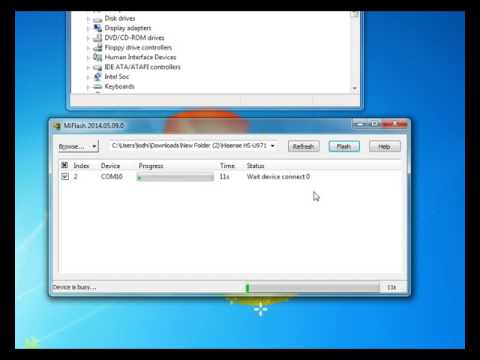 Disk drives
Display adapters
DVD/CD-ROM drives
Floppy drive controllers
Human Interface Devices
IDE ATA/ATAPI controllers
Intel Soc
Keyboards
MiFlash 2014.05.09.0
Browse... C:\Users\sodhi\Downloads\New Folder (2)\Hisense HS-U971 Refresh Flash Help
Index Device Progress Time Status
2 COM10 11s Wait device connect 0
Device is busy... 11s